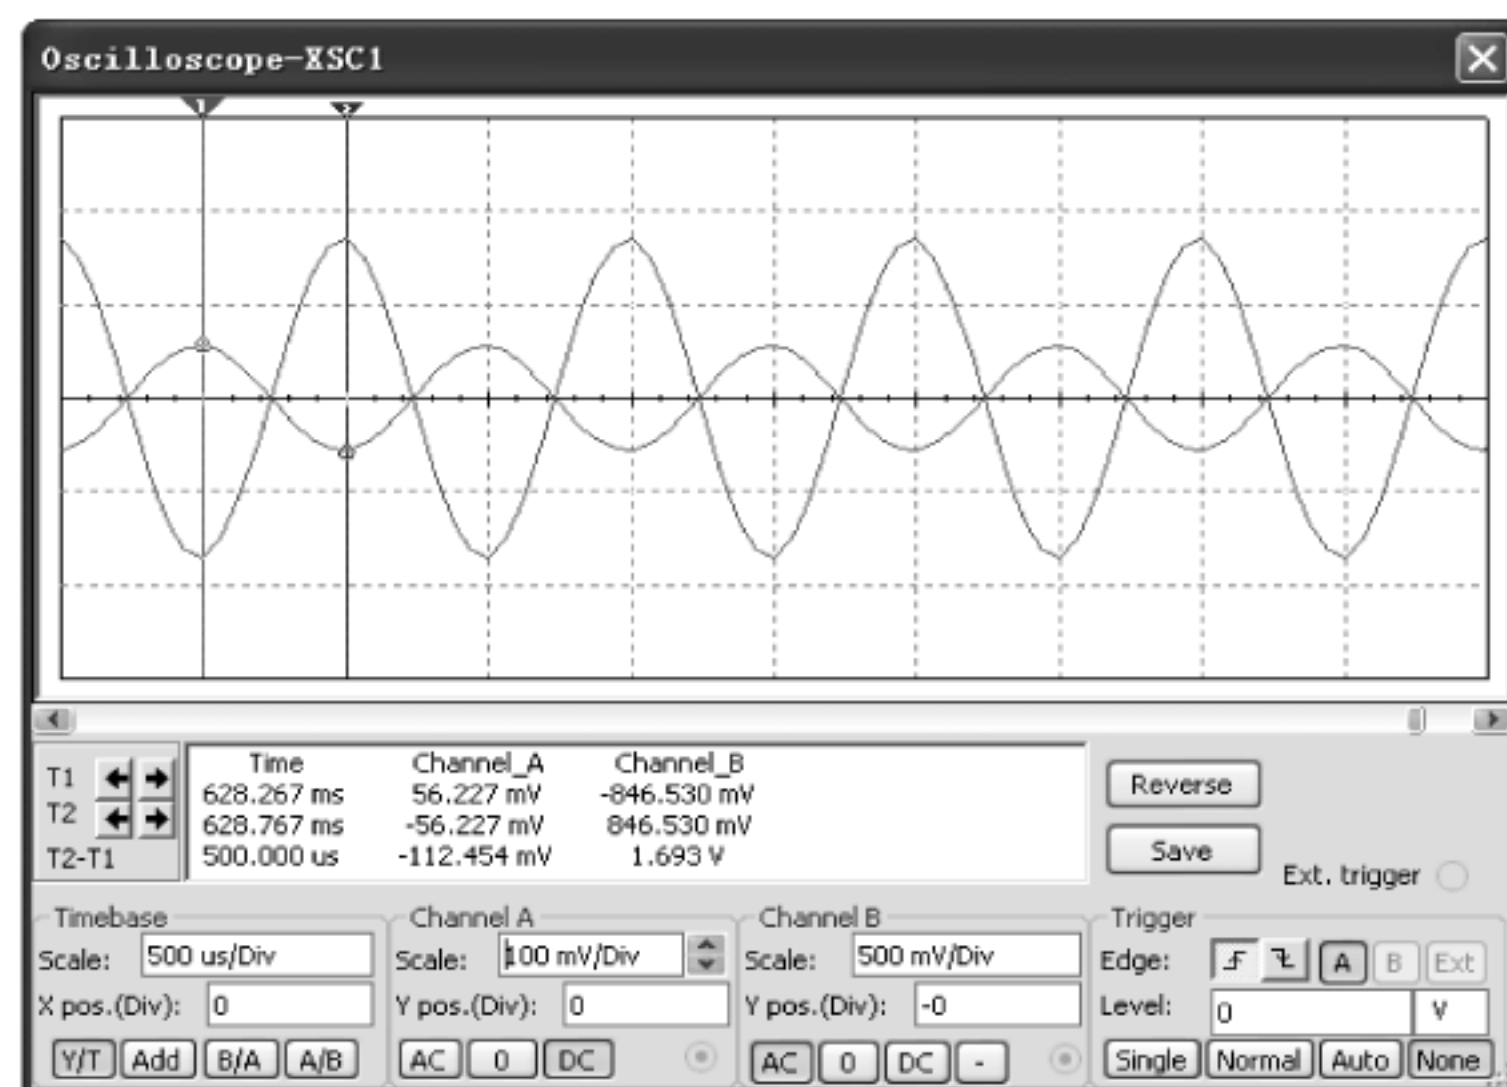 Oscilloscope-XSC1
1 2
Time Channel_A Channel_B
T1 628.267 ms 56.227 mV -846.530 mV
T2 628.767 ms -56.227 mV 846.530 mV
T2-T1 500.000 us -112.454 mV 1.693 V
Reverse
Save
Ext. trigger
Timebase
Scale: 500 us/Div
X pos.(Div): 0
Y/T Add B/A A/B
Channel A
Scale: 100 mV/Div
Y pos.(Div): 0
AC 0 DC
Channel B
Scale: 500 mV/Div
Y pos.(Div): -0
AC 0 DC -
Trigger
Edge: A B Ext
Level: 0 V
Single Normal Auto None